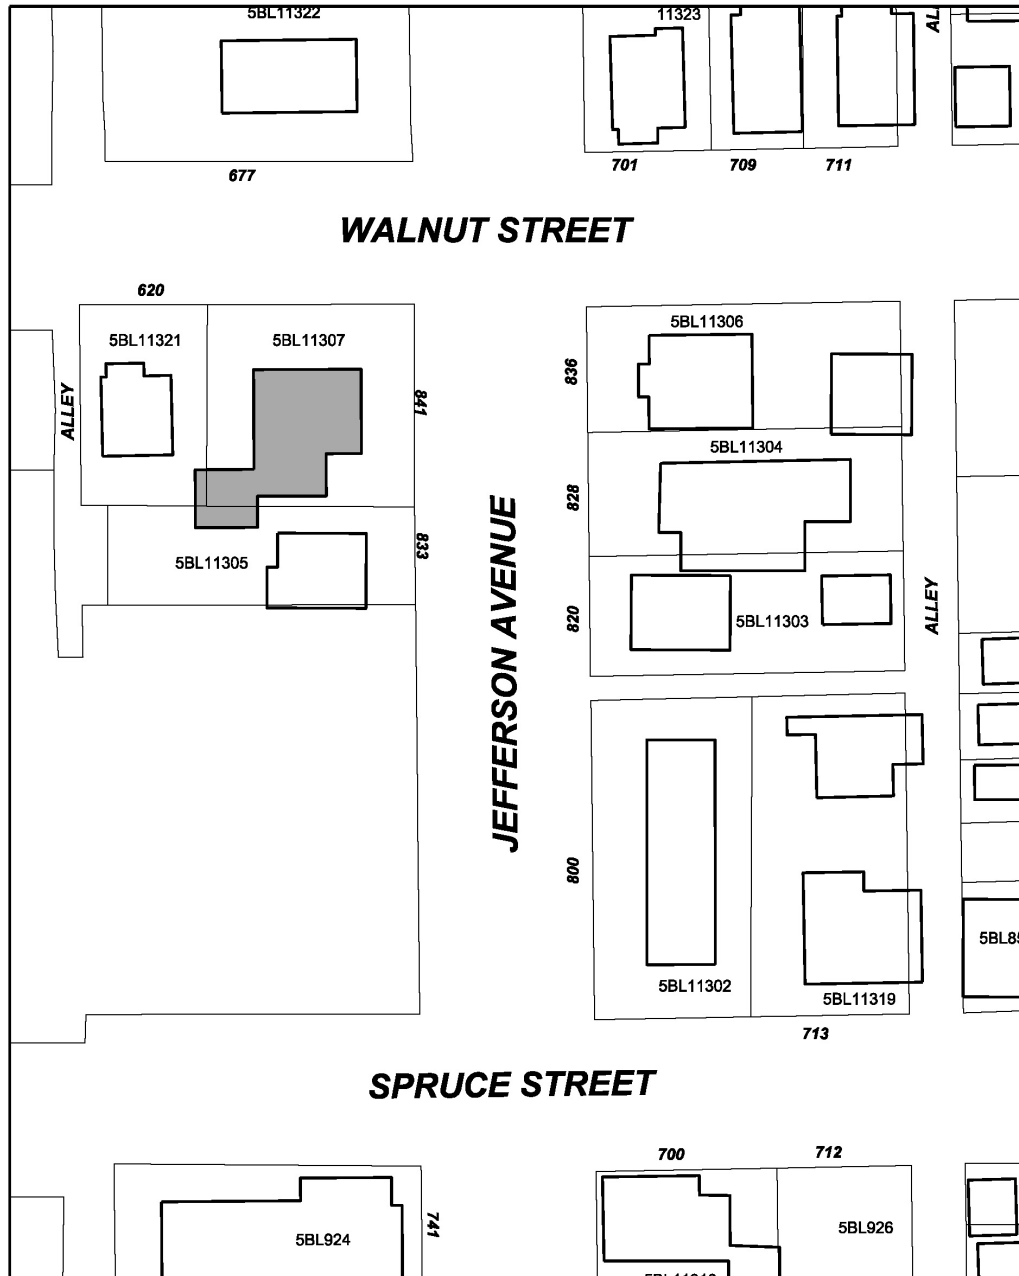 5BL11322
11323
677
701
709
711
WALNUT STREET
620
5BL11321
5BL11307
5BL11306
ALLEY
841
836
5BL11304
828
833
5BL11305
JEFFERSON AVENUE
820
5BL11303
ALLEY
800
5BL11302
5BL11319
713
SPRUCE STREET
700
712
741
5BL924
5BL926